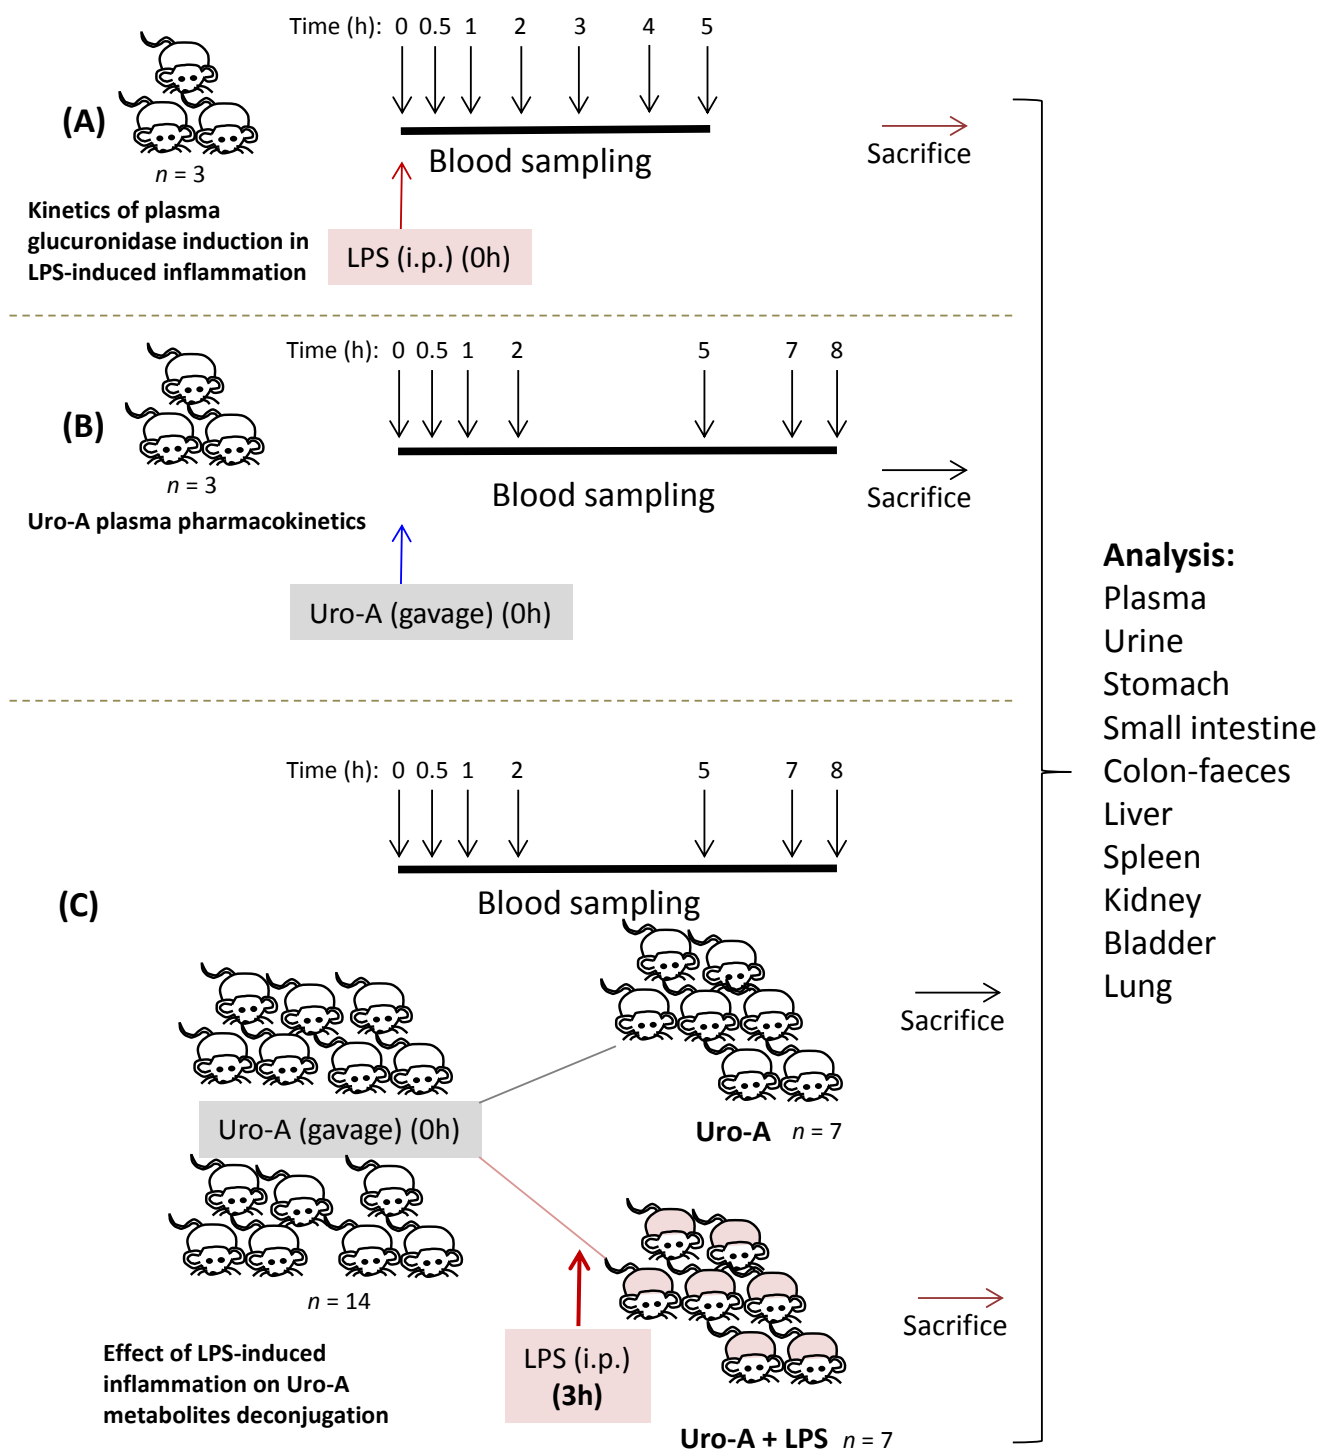 Time (h): 0 0.5 1 2 3 4 5
(A)
n = 3
Blood sampling
Sacrifice
Kinetics of plasma
glucuronidase induction in
LPS-induced inflammation
LPS (i.p.) (0h)
Time (h): 0 0.5 1 2 5 7 8
(B)
n = 3
Blood sampling
Sacrifice
Uro-A plasma pharmacokinetics
Uro-A (gavage) (0h)
Time (h): 0 0.5 1 2 5 7 8
Blood sampling
(C)
Sacrifice
Uro-A (gavage) (0h)
Uro-A n = 7
n = 14
Sacrifice
Effect of LPS-induced
inflammation on Uro-A
metabolites deconjugation
LPS (i.p.)
(3h)
Uro-A + LPS n = 7
Analysis:
Plasma
Urine
Stomach
Small intestine
Colon-faeces
Liver
Spleen
Kidney
Bladder
Lung